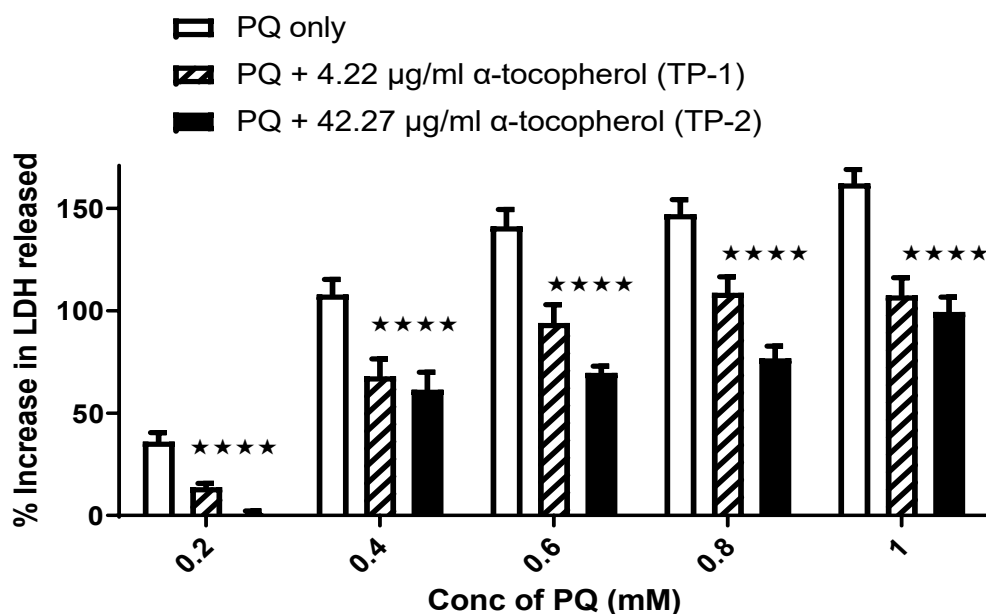 PQ only
PQ + 4.22 µg/ml α-tocopherol (TP-1)
PQ + 42.27 µg/ml α-tocopherol (TP-2)
% Increase in LDH released
150
100
50
0
★★★★
★★★★
★★★★
★★★★
★★★★
0.2
0.4
0.6
0.8
1
Conc of PQ (mM)